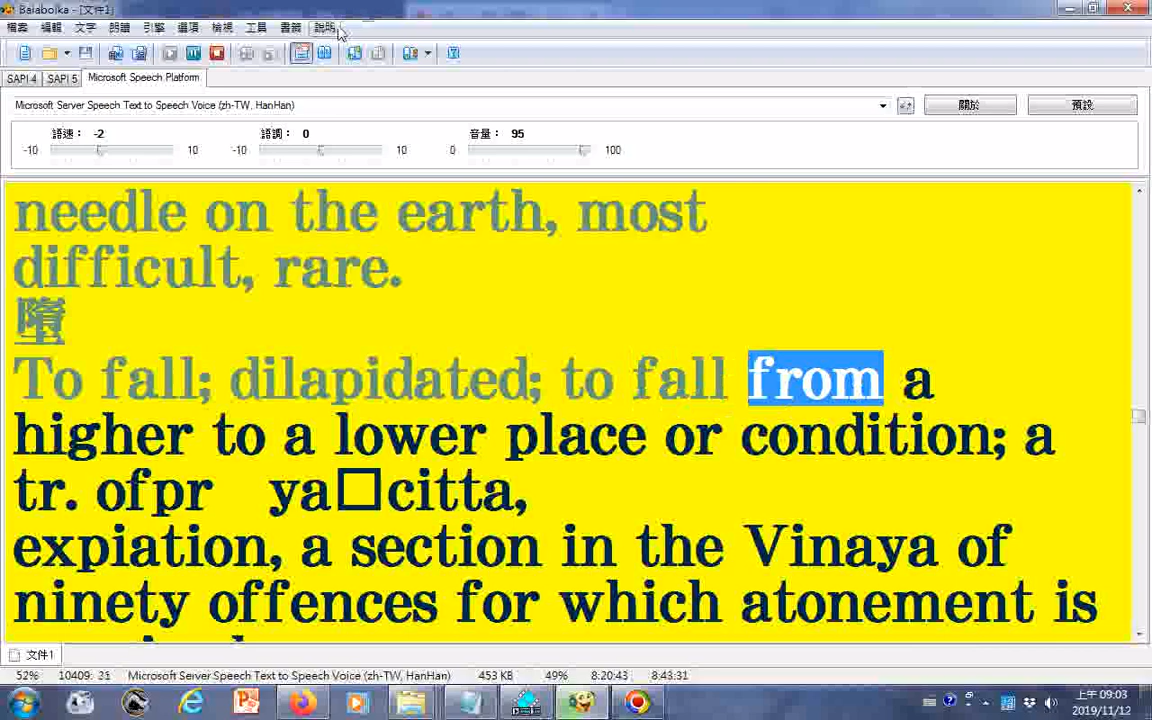 Balabolka - [文件1]
檔案 編輯 文字 朗讀 引擎 選項 檢視 工具 書籤 說明
SAPI 4 SAPI 5 Microsoft Speech Platform
Microsoft Server Speech Text to Speech Voice (zh-TW, HanHan) 關於 預設
語速： -2 語調： 0 音量： 95
-10 10 -10 10 0 100
needle on the earth, most
difficult, rare.
墮
To fall; dilapidated; to fall from a
higher to a lower place or condition; a
tr. ofpr ya□citta,
expiation, a section in the Vinaya of
ninety offences for which atonement is
文件1
52% 10409: 31 Microsoft Server Speech Text to Speech Voice (zh-TW, HanHan) 453 KB 49% 8:20:43 8:43:31
上午 09:03
2019/11/12